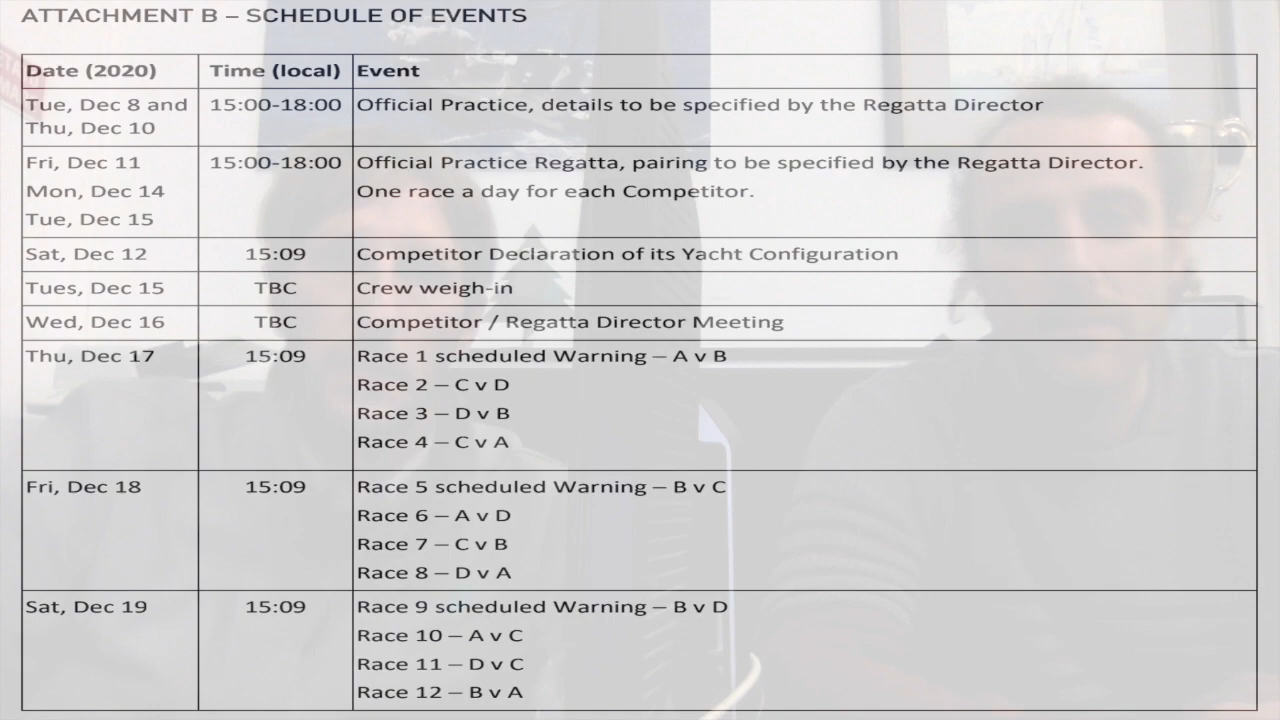 ATTACHMENT B – SCHEDULE OF EVENTS
Date (2020) Time (local) Event
Tue, Dec 8 and 15:00-18:00 Official Practice, details to be specified by the Regatta Director
Thu, Dec 10
Fri, Dec 11 15:00-18:00 Official Practice Regatta, pairing to be specified by the Regatta Director.
Mon, Dec 14 One race a day for each Competitor.
Tue, Dec 15
Sat, Dec 12 15:09 Competitor Declaration of its Yacht Configuration
Tues, Dec 15 TBC Crew weigh-in
Wed, Dec 16 TBC Competitor / Regatta Director Meeting
Thu, Dec 17 15:09 Race 1 scheduled Warning – A v B
Race 2 – C v D
Race 3 – D v B
Race 4 – C v A
Fri, Dec 18 15:09 Race 5 scheduled Warning – B v C
Race 6 – A v D
Race 7 – C v B
Race 8 – D v A
Sat, Dec 19 15:09 Race 9 scheduled Warning – B v D
Race 10 – A v C
Race 11 – D v C
Race 12 – B v A